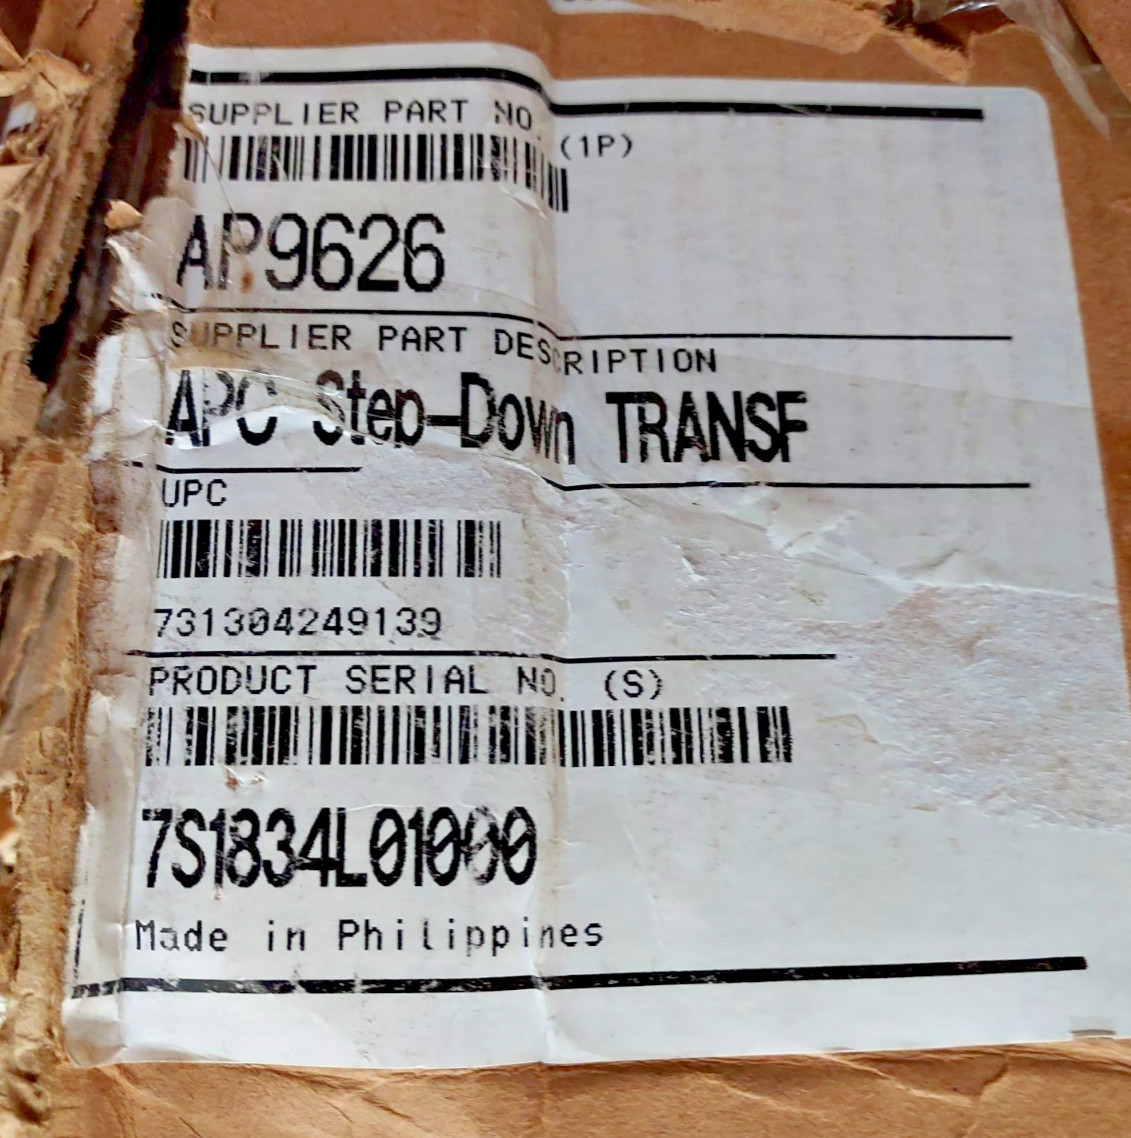 SUPPLIER PART NO. (1P)
AP9626
SUPPLIER PART DESCRIPTION
APC Step-Down TRANSF
UPC
731304249139
PRODUCT SERIAL NO. (S)
7S1834L01000
Made in Philippines